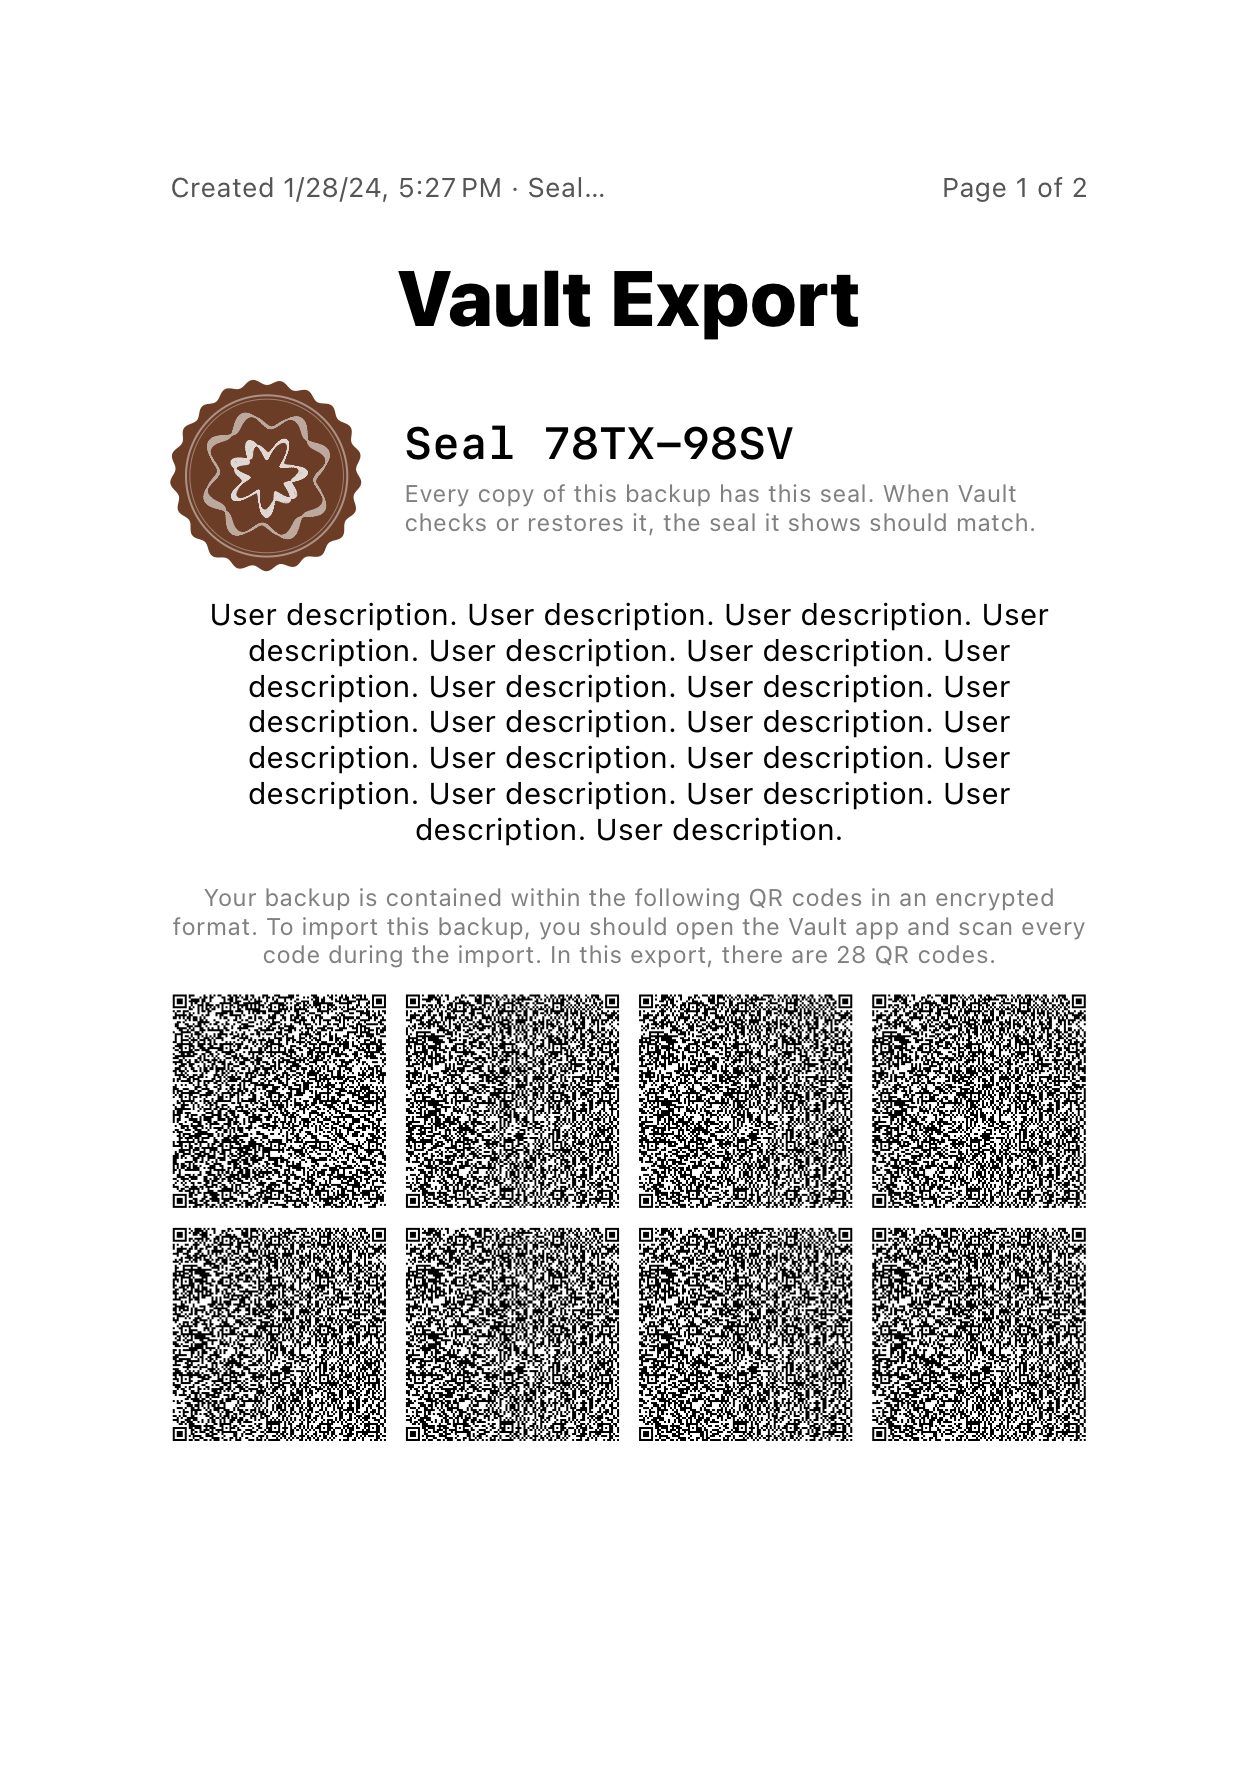 Created 1/28/24, 5:27 PM · Seal...
Page 1 of 2
Vault Export
Seal 78TX–98SV
Every copy of this backup has this seal. When Vault
checks or restores it, the seal it shows should match.
User description. User description. User description. User
description. User description. User description. User
description. User description. User description. User
description. User description. User description. User
description. User description. User description. User
description. User description. User description. User
description. User description.
Your backup is contained within the following QR codes in an encrypted
format. To import this backup, you should open the Vault app and scan every
code during the import. In this export, there are 28 QR codes.